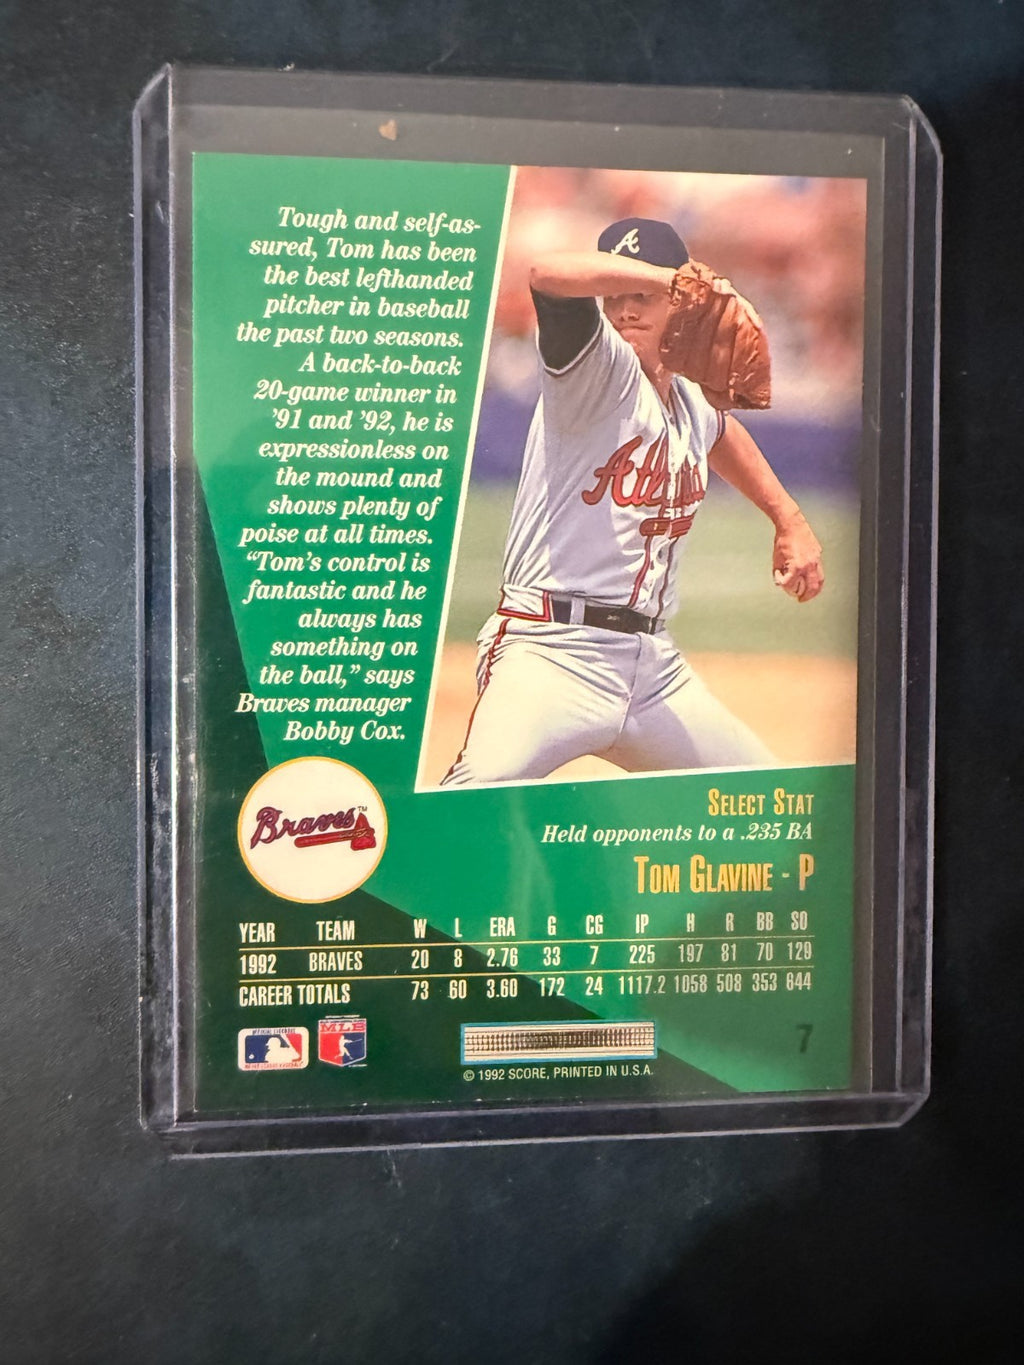 Tough and self-as-
sured, Tom has been
the best lefthanded
pitcher in baseball
the past two seasons.
A back-to-back
20-game winner in
'91 and '92, he is
expressionless on
the mound and
shows plenty of
poise at all times.
“Tom's control is
fantastic and he
always has
something on
the ball,” says
Braves manager
Bobby Cox.
A
Atlanta
Braves™
SELECT STAT
Held opponents to a .235 BA
TOM GLAVINE - P
YEAR TEAM W L ERA G CG IP H R BB SO
1992 BRAVES 20 8 2.76 33 7 225 197 81 70 129
CAREER TOTALS 73 60 3.60 172 24 1117.2 1058 508 353 644
MLB
7
© 1992 SCORE, PRINTED IN U.S.A.